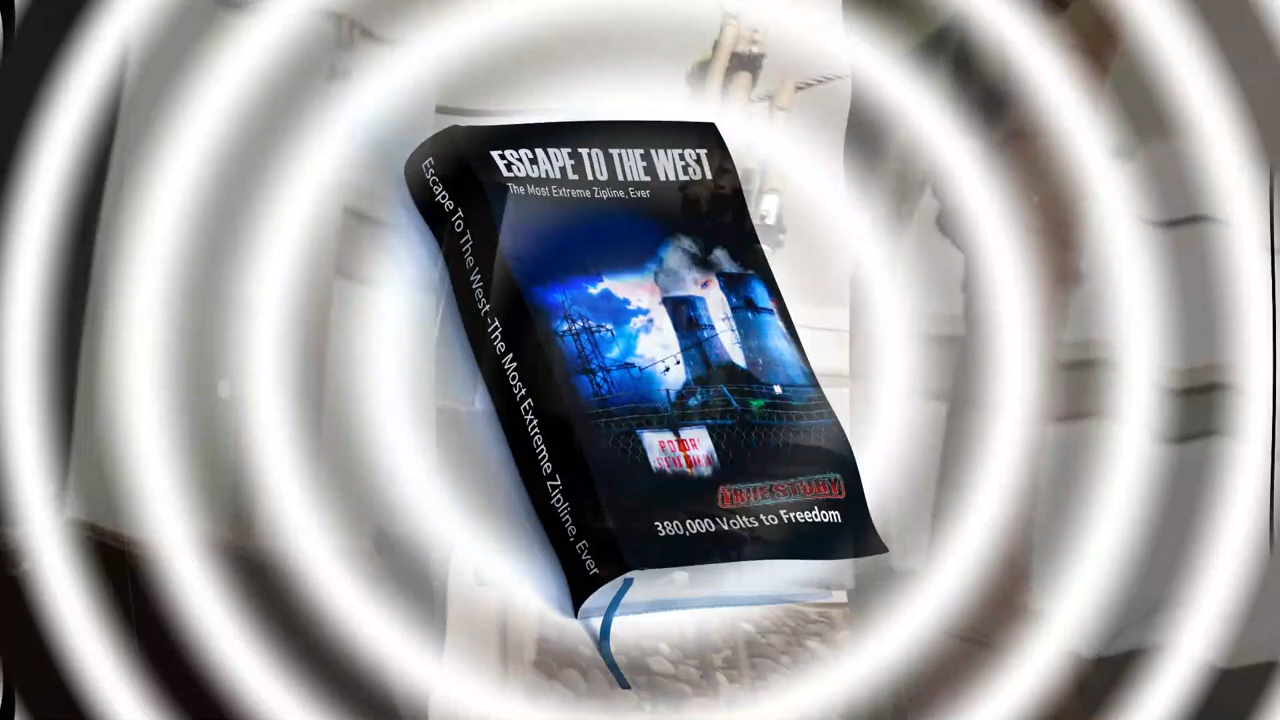 ESCAPE TO THE WEST
The Most Extreme Zipline, Ever
Escape To The West -The Most Extreme Zipline, Ever
POZOR!
TRUE STORY
380,000 Volts to Freedom